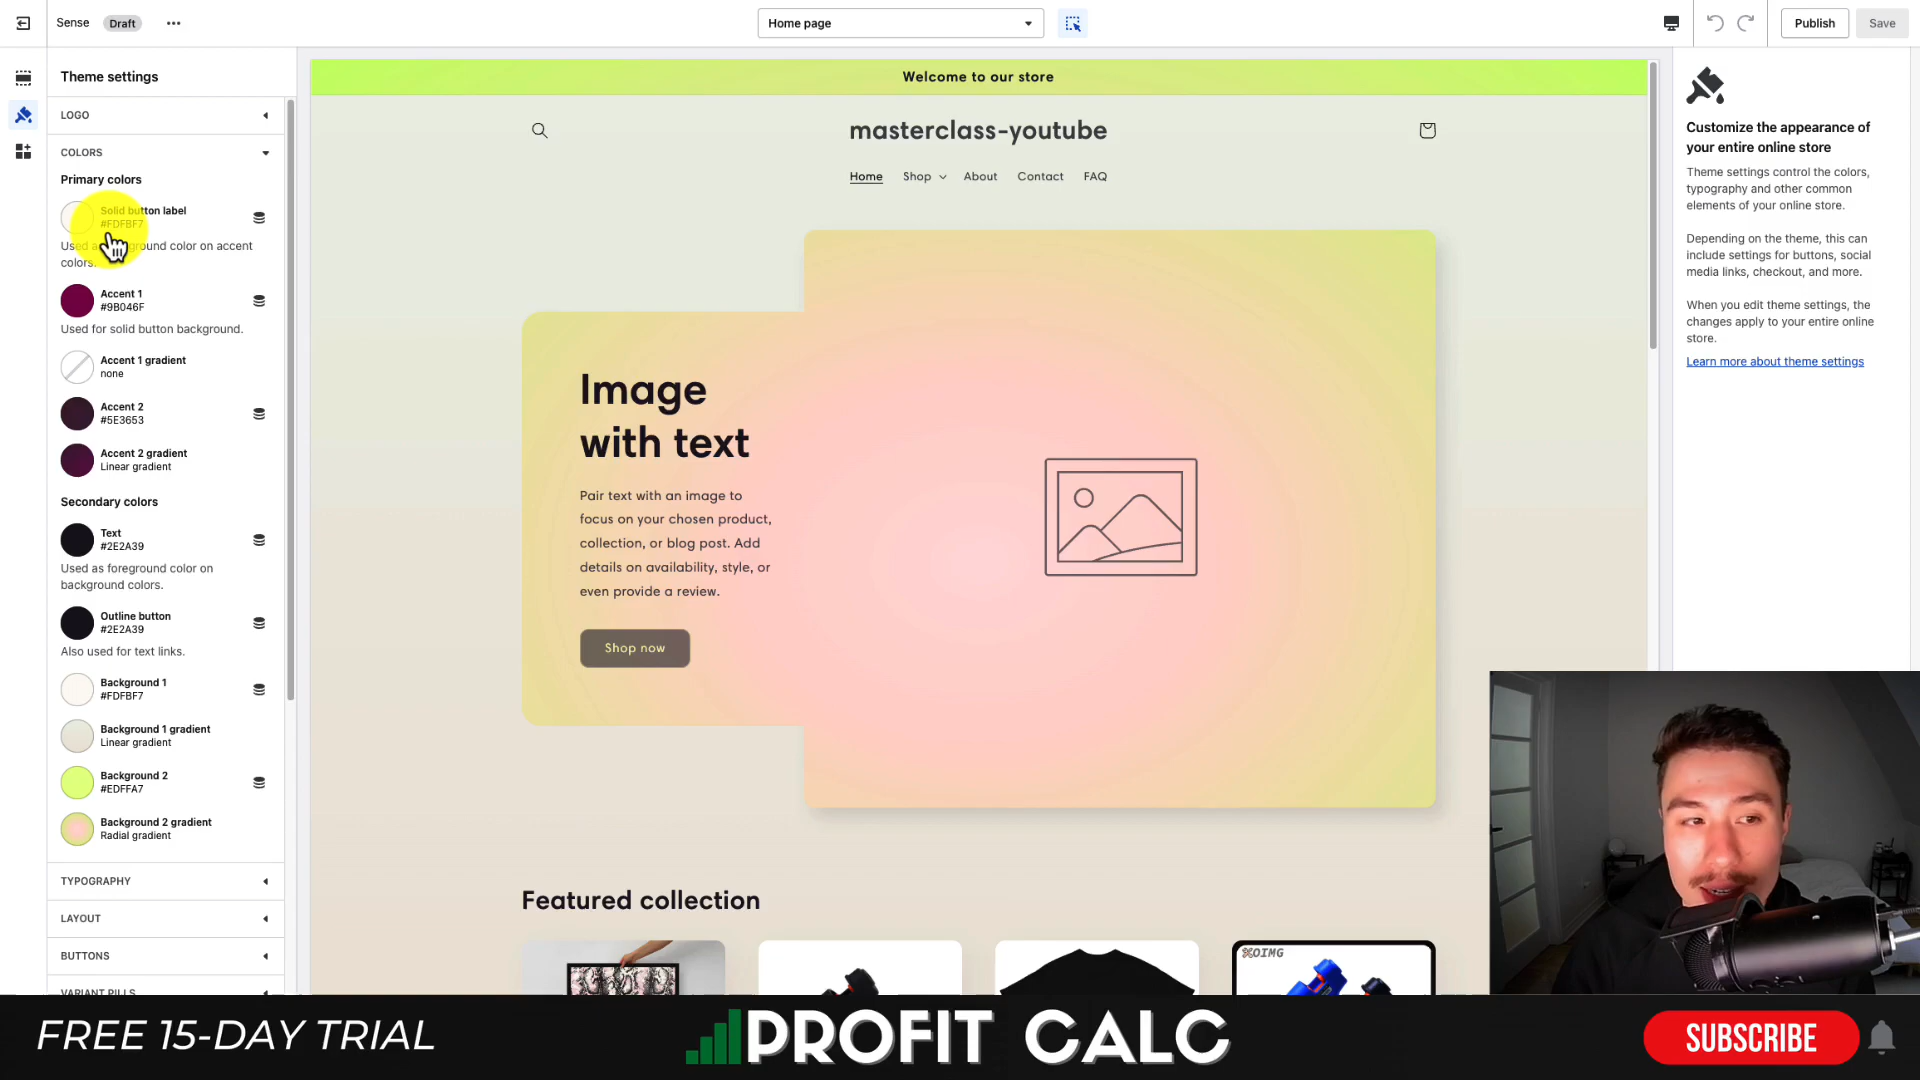 Sense Draft
Home page
Publish
Save
Theme settings
LOGO
COLORS
Primary colors
Solid button label
#FDFBF7
Used a ground color on accent
colors.
Accent 1
#9B046F
Used for solid button background.
Accent 1 gradient
none
Accent 2
#5E3653
Accent 2 gradient
Linear gradient
Secondary colors
Text
#2E2A39
Used as foreground color on
background colors.
Outline button
#2E2A39
Also used for text links.
Background 1
#FDFBF7
Background 1 gradient
Linear gradient
Background 2
#EDFFA7
Background 2 gradient
Radial gradient
TYPOGRAPHY
LAYOUT
BUTTONS
VARIANT PILLS
Welcome to our store
masterclass-youtube
Home Shop About Contact FAQ
Image
with text
Pair text with an image to
focus on your chosen product,
collection, or blog post. Add
details on availability, style, or
even provide a review.
Shop now
Featured collection
OIMG
Customize the appearance of
your entire online store
Theme settings control the colors,
typography and other common
elements of your online store.
Depending on the theme, this can
include settings for buttons, social
media links, checkout, and more.
When you edit theme settings, the
changes apply to your entire online
store.
Learn more about theme settings
FREE 15-DAY TRIAL
PROFIT CALC
SUBSCRIBE